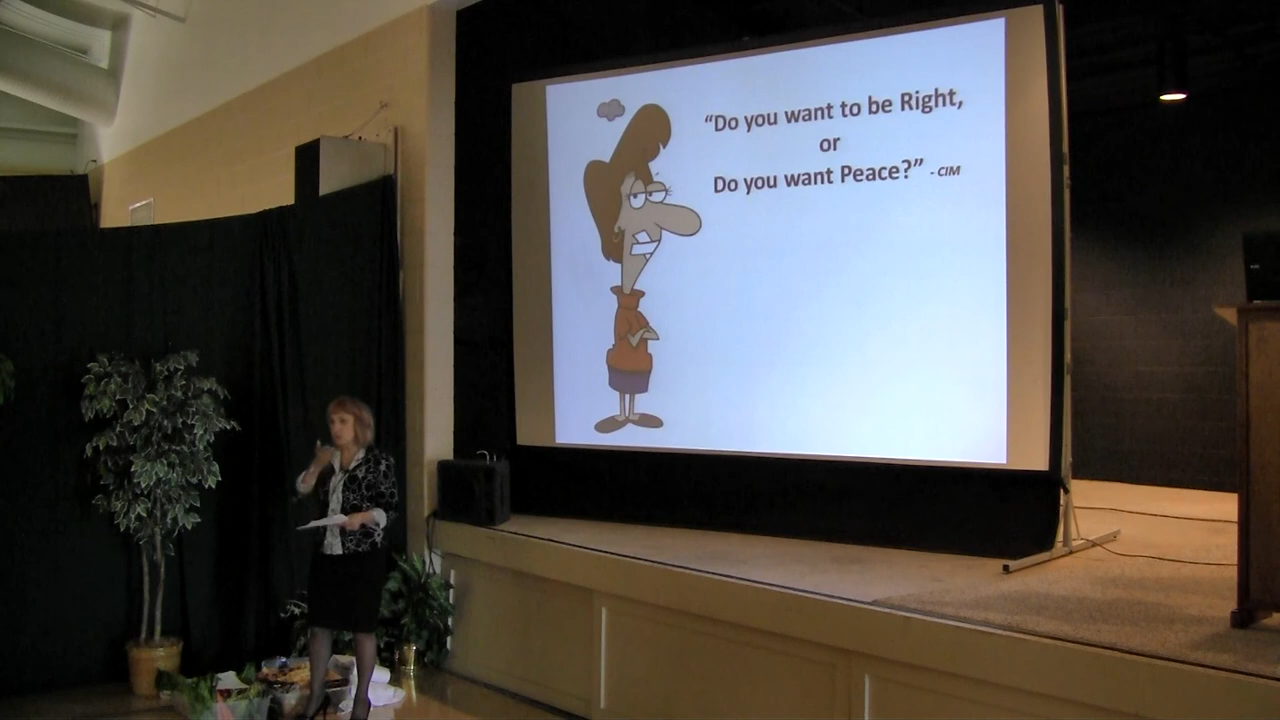 “Do you want to be Right,
or
Do you want Peace?” - CIM